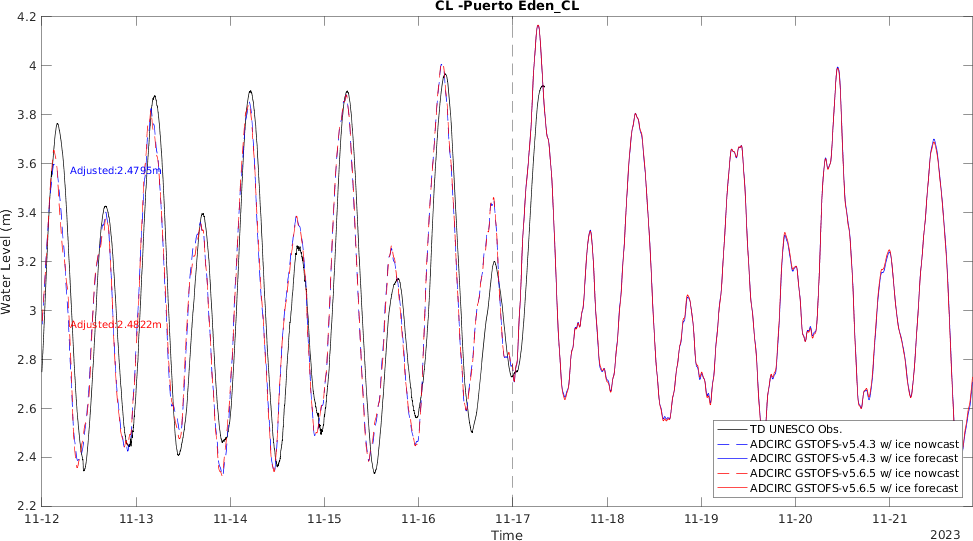 CL -Puerto Eden_CL
4.2
4
3.8
3.6
3.4
3.2
3
2.8
2.6
2.4
2.2
Water Level (m)
Adjusted:2.4795m
Adjusted:2.4822m
TD UNESCO Obs.
ADCIRC GSTOFS-v5.4.3 w/ ice nowcast
ADCIRC GSTOFS-v5.4.3 w/ ice forecast
ADCIRC GSTOFS-v5.6.5 w/ ice nowcast
ADCIRC GSTOFS-v5.6.5 w/ ice forecast
11-12 11-13 11-14 11-15 11-16 11-17 11-18 11-19 11-20 11-21
Time
2023